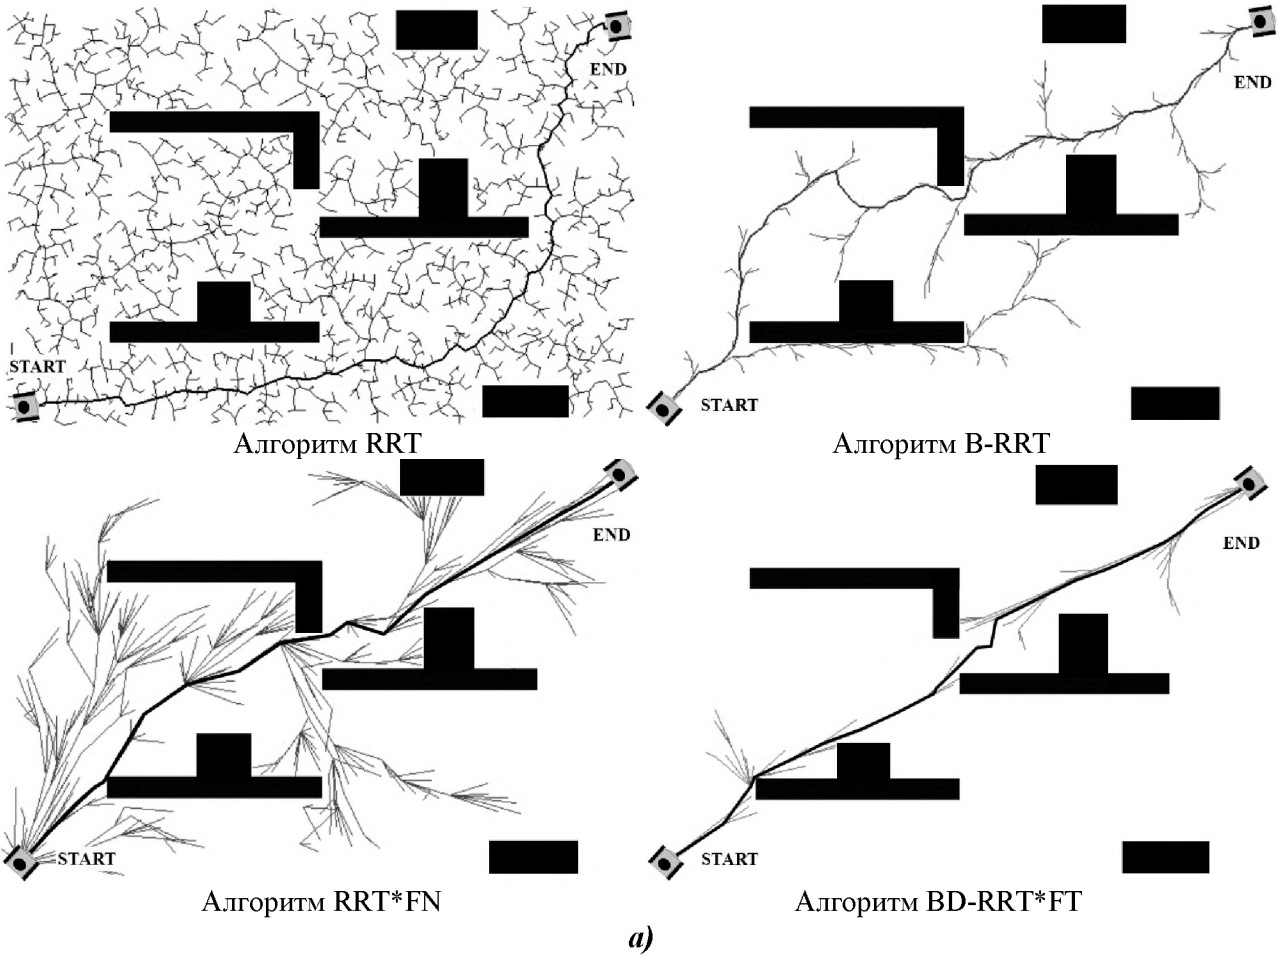 END
END
START
START
Алгоритм RRT
Алгоритм B-RRT
END
END
START
START
Алгоритм RRT*FN
Алгоритм BD-RRT*FT
а)